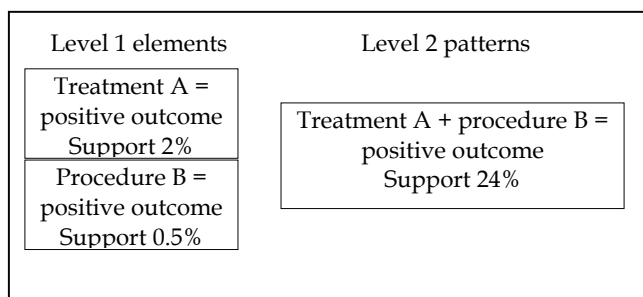 Level 1 elements
Treatment A =
positive outcome
Support 2%
Procedure B =
positive outcome
Support 0.5%
Level 2 patterns
Treatment A + procedure B =
positive outcome
Support 24%